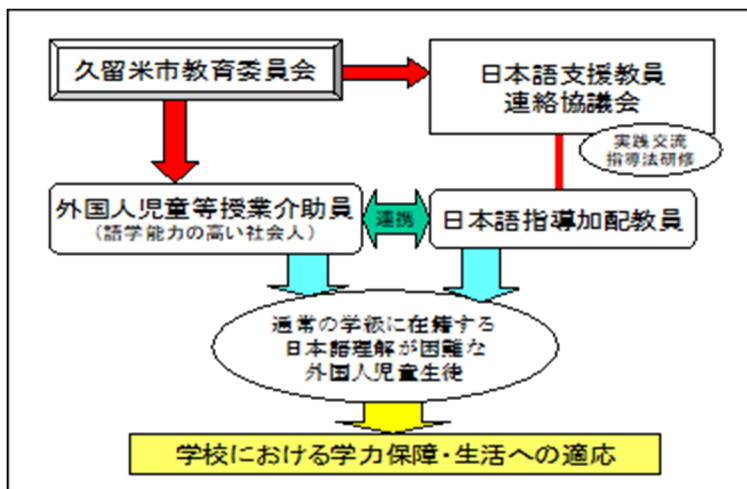 久留米市教育委員会
日本語支援教員
連絡協議会
実践交流
指導法研修
外国人児童等授業介助員
(語学能力の高い社会人)
連携
日本語指導加配教員
通常の学級に在籍する
日本語理解が困難な
外国人児童生徒
学校における学力保障・生活への適応